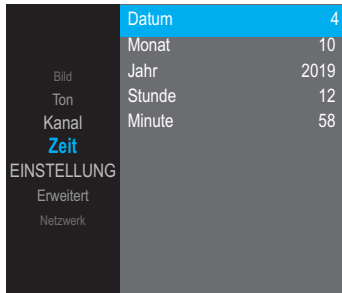 Bild
Ton
Kanal
Zeit
EINSTELLUNG
Erweitert
Netzwerk
Datum 4
Monat 10
Jahr 2019
Stunde 12
Minute 58